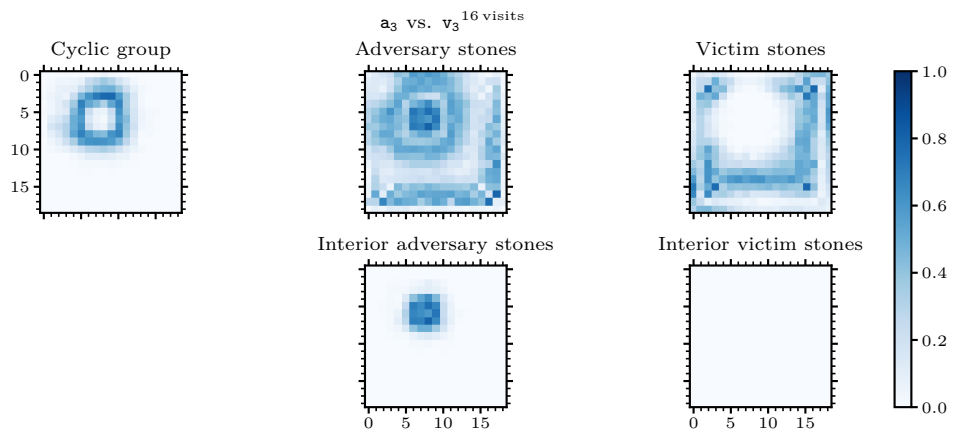 a₃ vs. v₃¹⁶ ᵛⁱˢⁱᵗˢ
Cyclic group
Adversary stones
Victim stones
0
5
10
15
1.0
0.8
0.6
0.4
0.2
0.0
Interior adversary stones
Interior victim stones
0 5 10 15
0 5 10 15